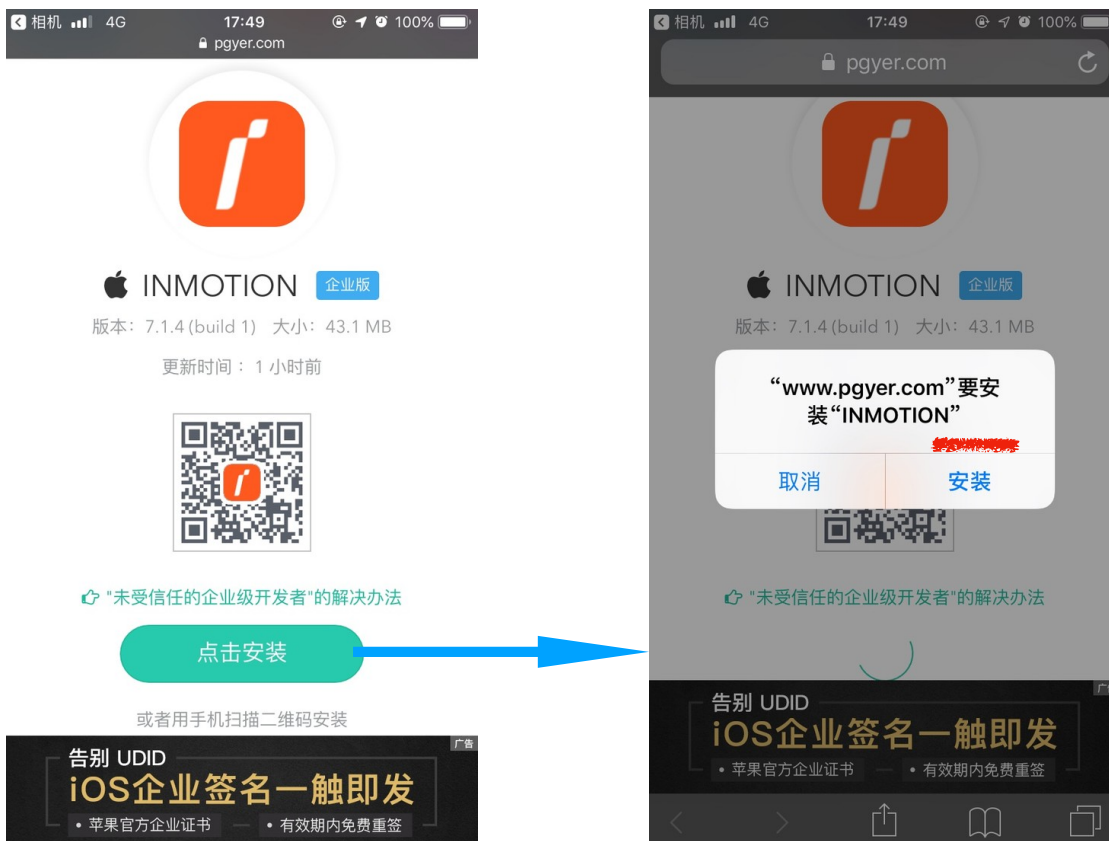 相机 4G 17:49 100%
pgyer.com
INMOTION 企业版
版本：7.1.4 (build 1) 大小：43.1 MB
更新时间 ：1 小时前
"未受信任的企业级开发者"的解决办法
点击安装
或者用手机扫描二维码安装
广告
告别 UDID
iOS企业签名一触即发
• 苹果官方企业证书 — • 有效期内免费重签
相机 4G 17:49 100%
pgyer.com
INMOTION 企业版
版本：7.1.4 (build 1) 大小：43.1 MB
“www.pgyer.com”要安
装“INMOTION”
取消 安装
"未受信任的企业级开发者"的解决办法
告别 UDID
iOS企业签名一触即发
• 苹果官方企业证书 — • 有效期内免费重签